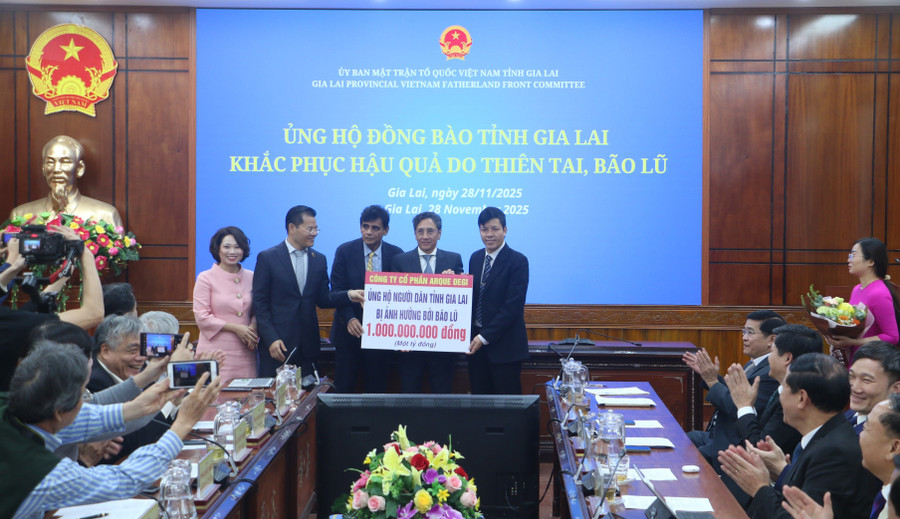 ỦY BAN MẶT TRẬN TỔ QUỐC VIỆT NAM TỈNH GIA LAI
GIA LAI PROVINCIAL VIETNAM FATHERLAND FRONT COMMITTEE
ỦNG HỘ ĐỒNG BÀO TỈNH GIA LAI
KHẮC PHỤC HẬU QUẢ DO THIÊN TAI, BÃO LŨ
Gia Lai, ngày 28/11/2025
Gia Lai, 28 November 2025
CÔNG TY CỔ PHẦN ARQUE DEGI
ỦNG HỘ NGƯỜI DÂN TỈNH GIA LAI
BỊ ẢNH HƯỞNG BỞI BÃO LŨ
1.000.000.000 đồng
(Một tỷ đồng)